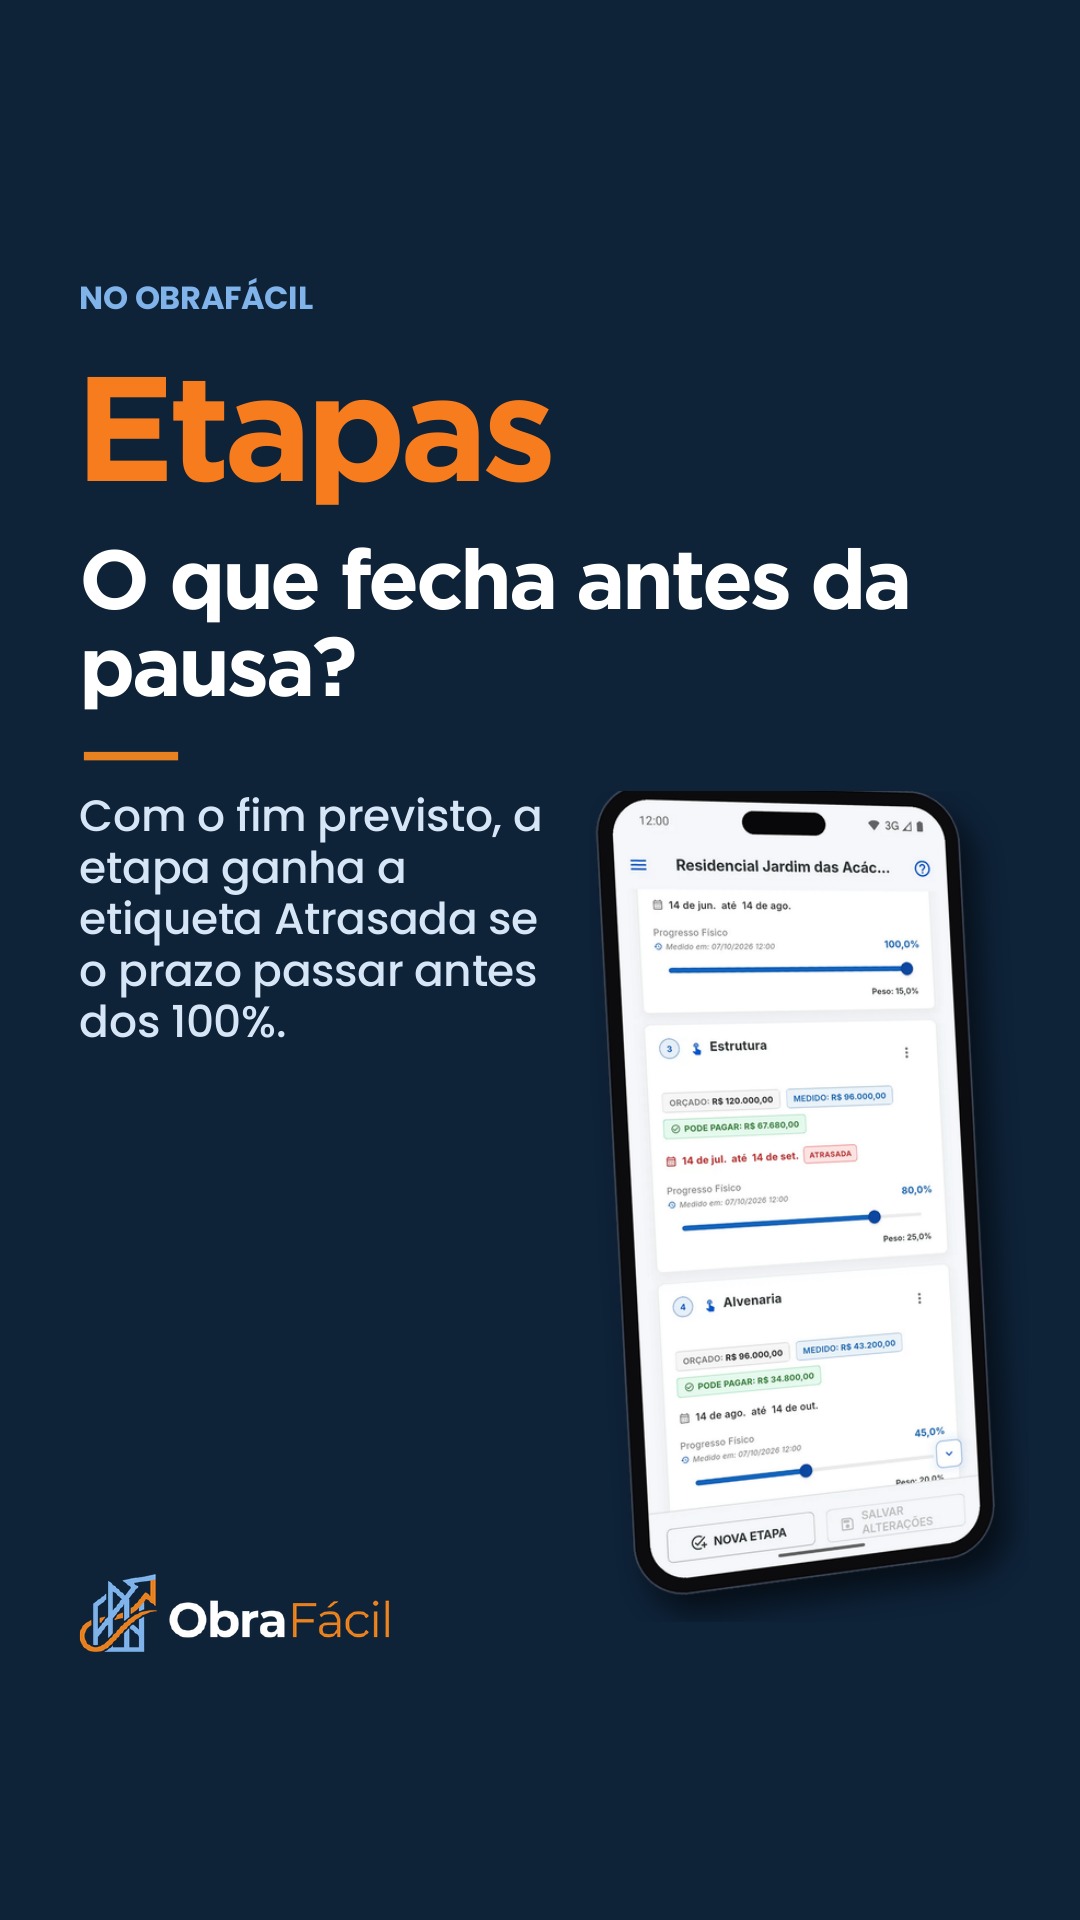 NO OBRAFÁCIL
Etapas
O que fecha antes da
pausa?
Com o fim previsto, a
etapa ganha a
etiqueta Atrasada se
o prazo passar antes
dos 100%.
12:00
3G
Residencial Jardim das Acác...
14 de jun. até 14 de ago.
Progresso Físico
Medido em: 07/10/2026 12:00
100,0%
Peso: 15,0%
3 Estrutura
ORÇADO: R$ 120.000,00 MEDIDO: R$ 96.000,00
PODE PAGAR: R$ 67.680,00
14 de jul. até 14 de set. ATRASADA
Progresso Físico
Medido em: 07/10/2026 12:00
80,0%
Peso: 25,0%
4 Alvenaria
ORÇADO: R$ 96.000,00 MEDIDO: R$ 43.200,00
PODE PAGAR: R$ 34.800,00
14 de ago. até 14 de out.
Progresso Físico
Medido em: 07/10/2026 12:00
45,0%
Peso: 20,0%
NOVA ETAPA
SALVAR
ALTERAÇÕES
ObraFácil